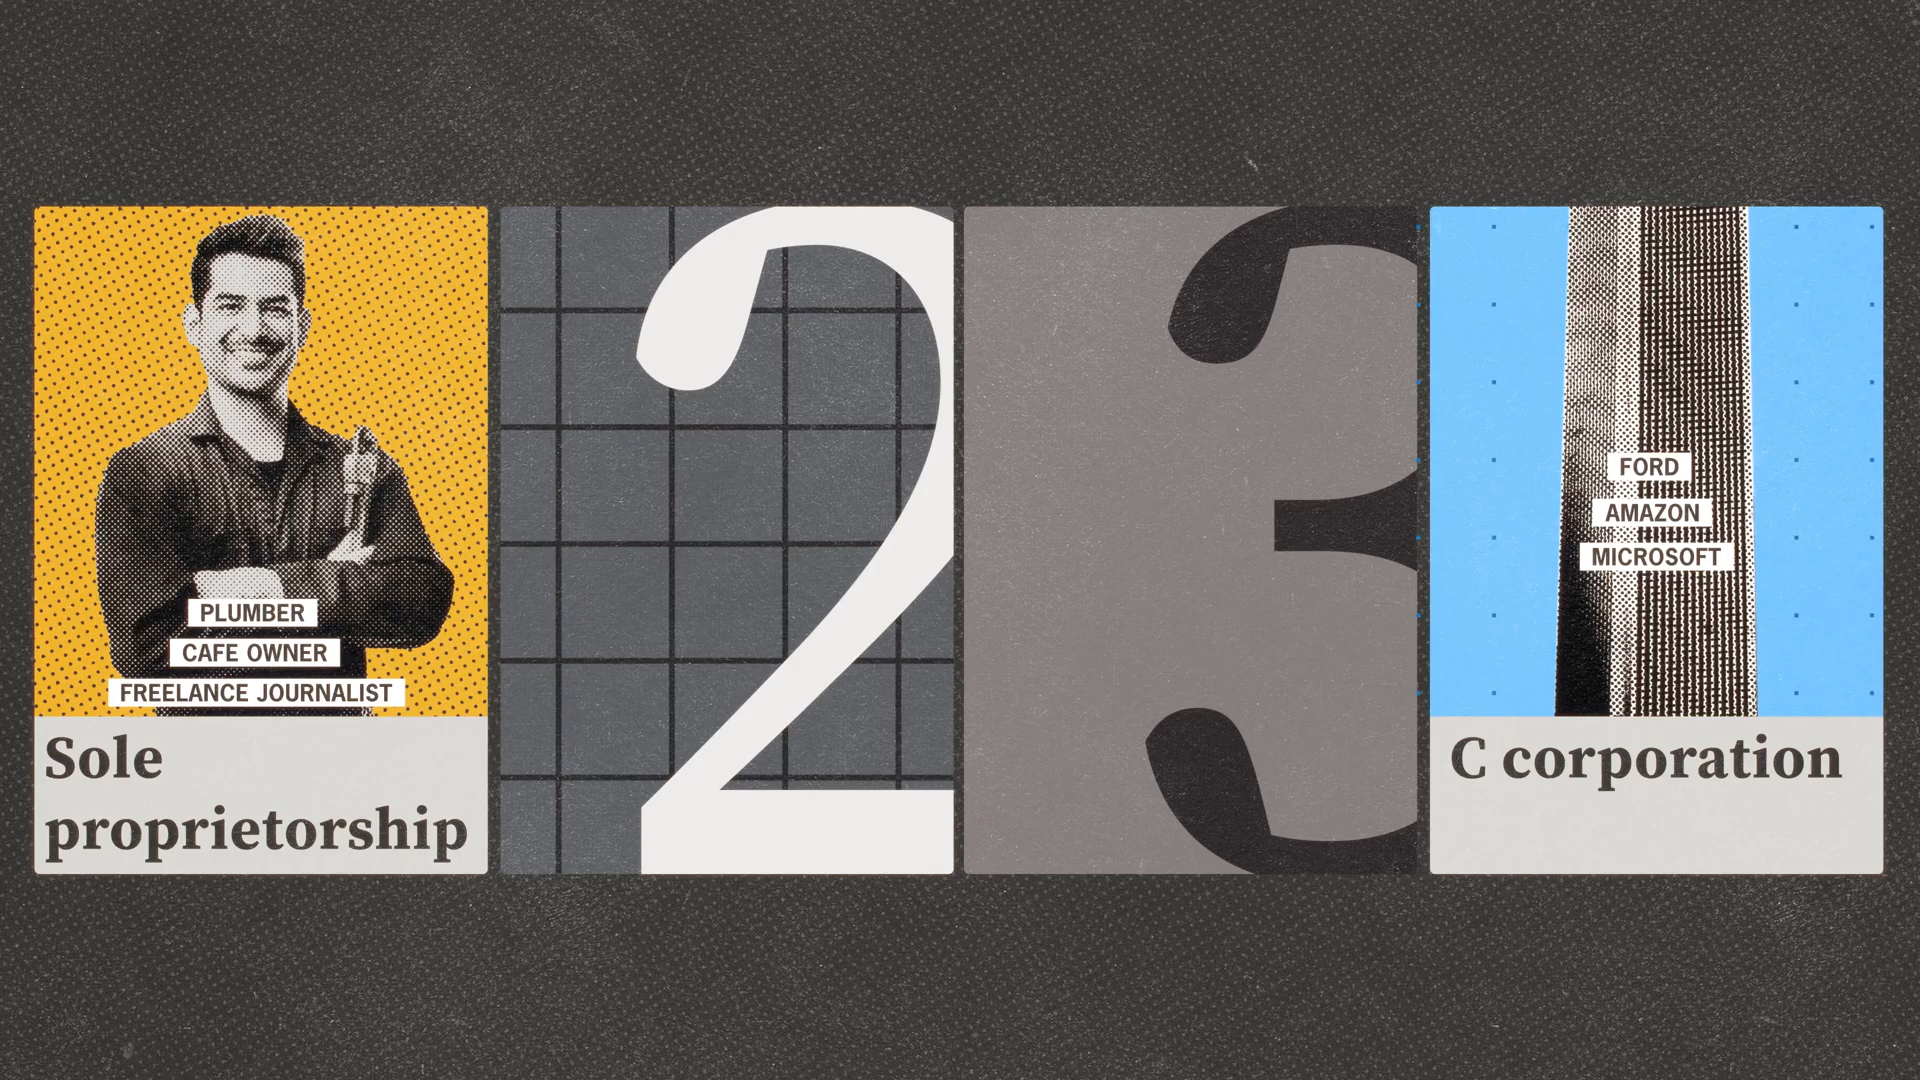 PLUMBER
CAFE OWNER
FREELANCE JOURNALIST
Sole
proprietorship
2
3
FORD
AMAZON
MICROSOFT
C corporation